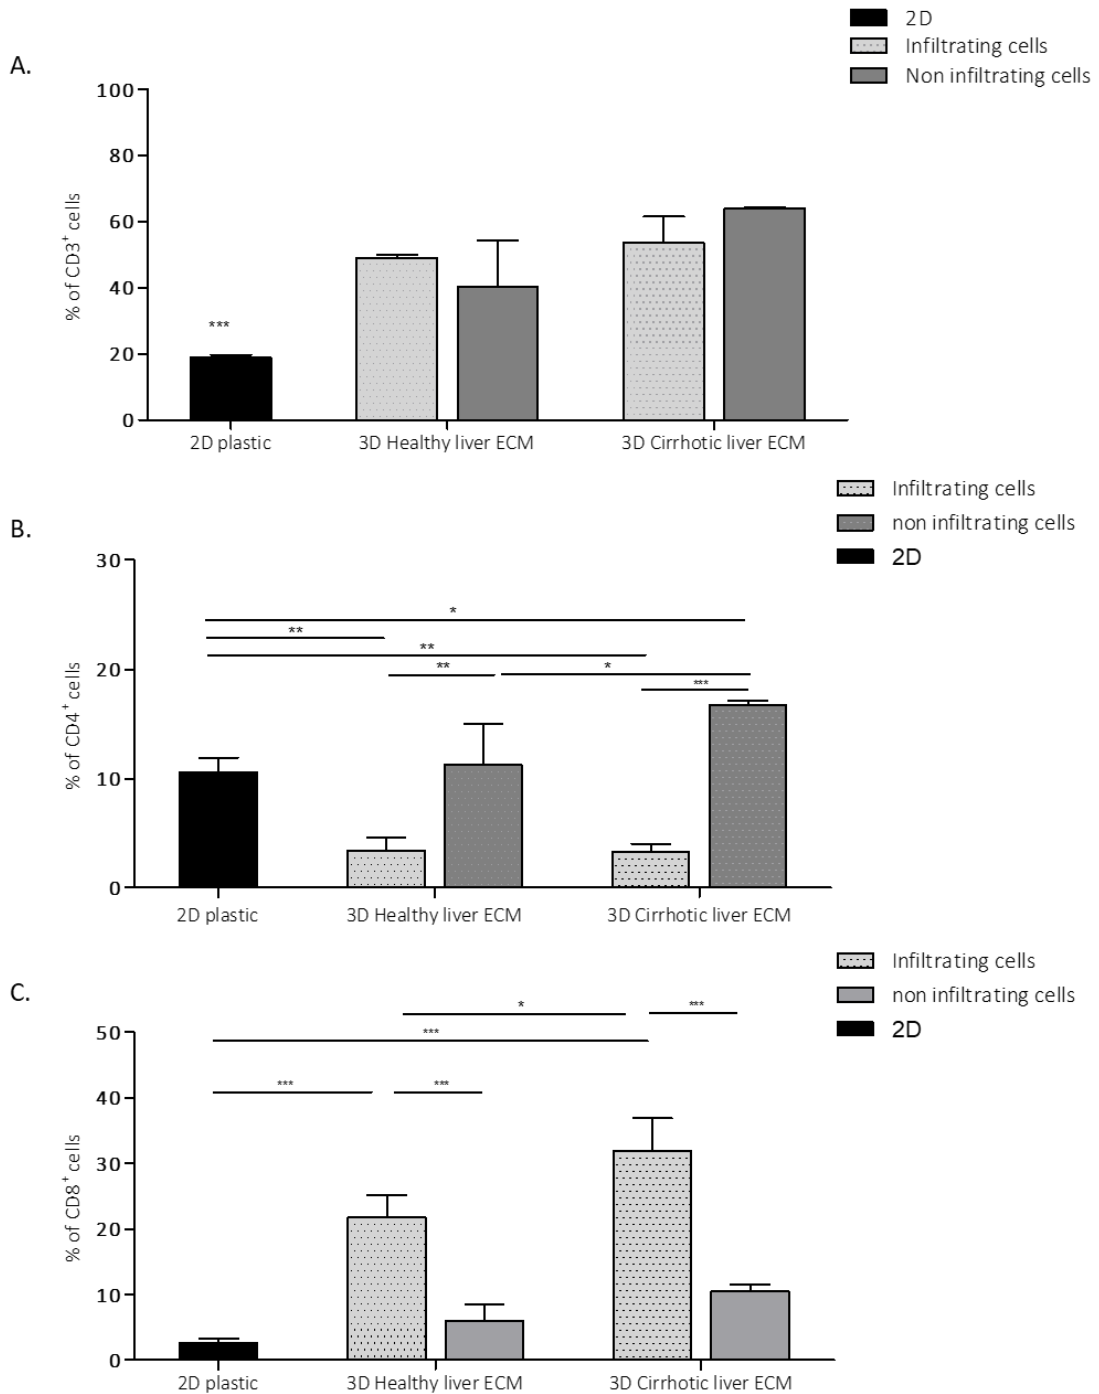 2D
Infiltrating cells
Non infiltrating cells
A.
100
80
60
40
20
0
% of CD3⁺ cells
***
2D plastic
3D Healthy liver ECM
3D Cirrhotic liver ECM
Infiltrating cells
non infiltrating cells
2D
B.
30
20
10
0
% of CD4⁺ cells
*
**
**
**
*
***
2D plastic
3D Healthy liver ECM
3D Cirrhotic liver ECM
Infiltrating cells
non infiltrating cells
2D
C.
50
40
30
20
10
0
% of CD8⁺ cells
*
***
***
***
***
2D plastic
3D Healthy liver ECM
3D Cirrhotic liver ECM